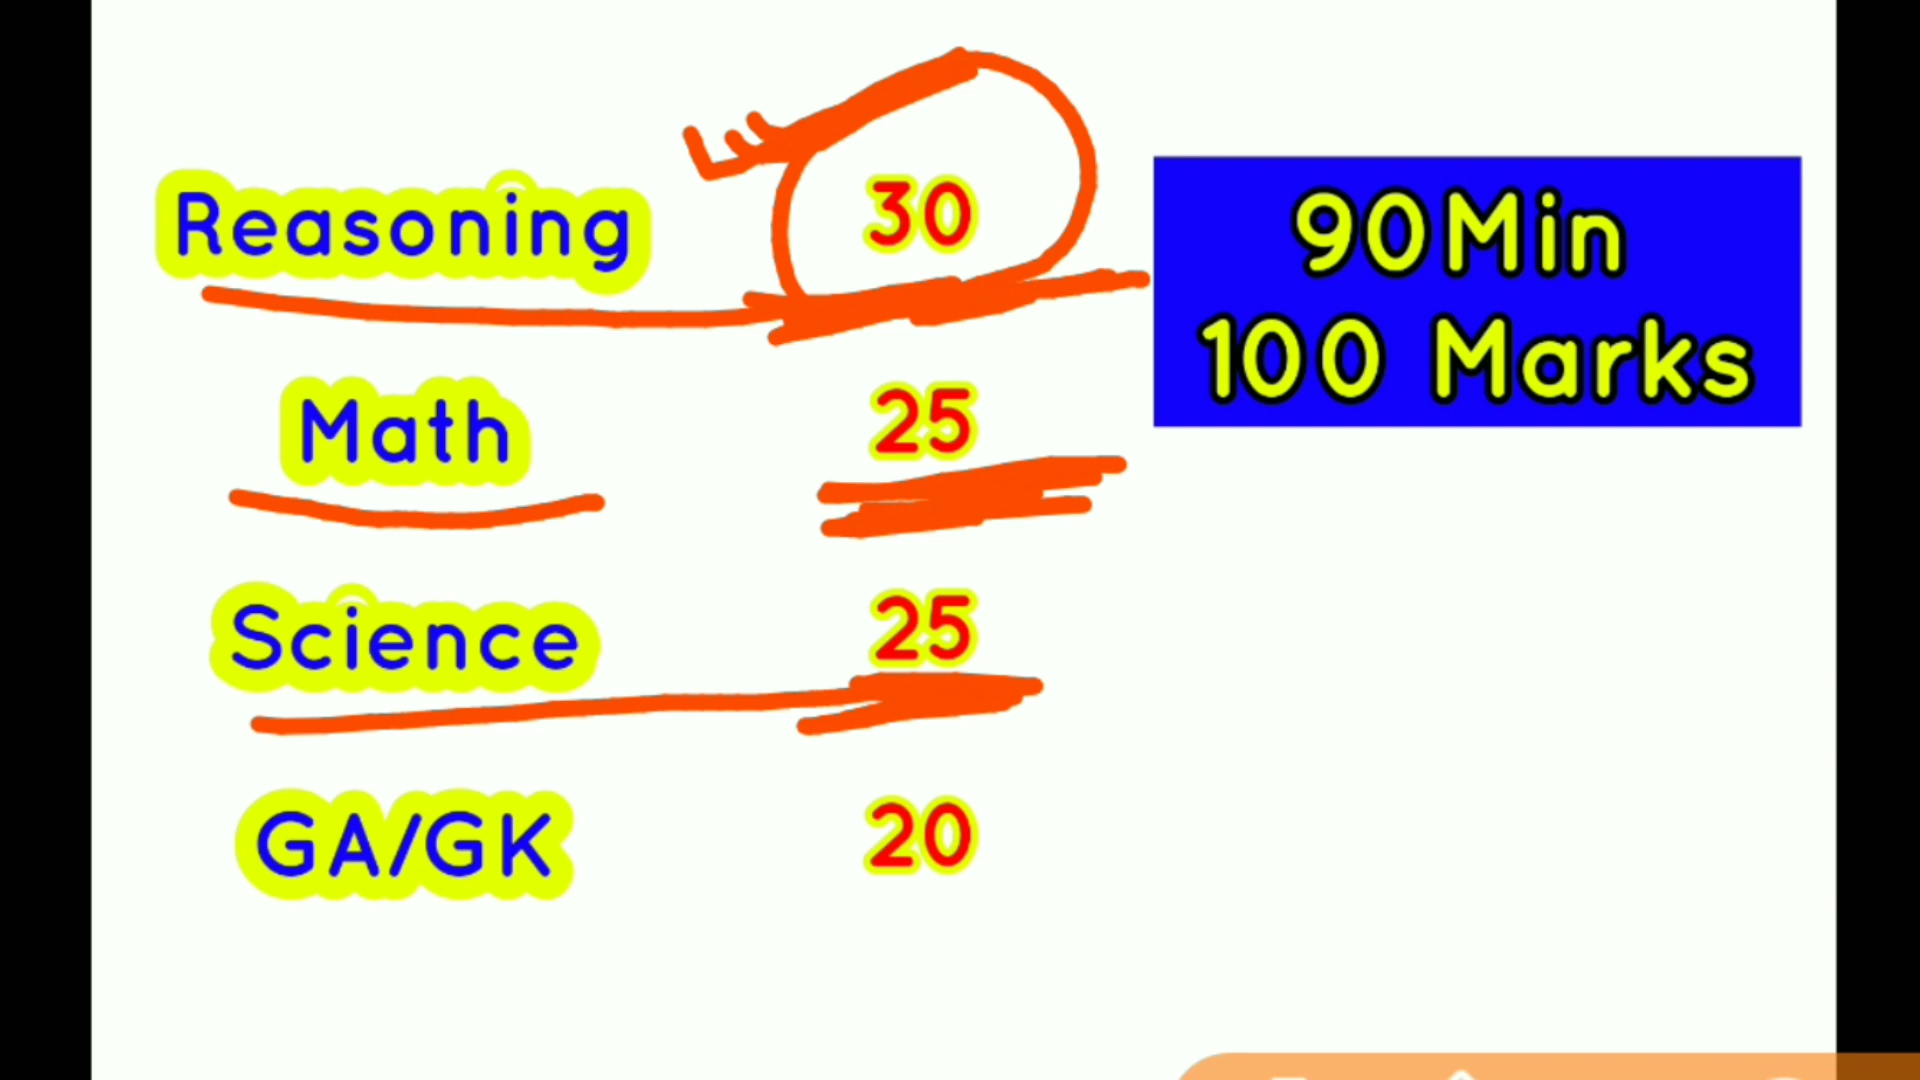 Reasoning 30
Math 25
Science 25
GA/GK 20
90Min
100 Marks